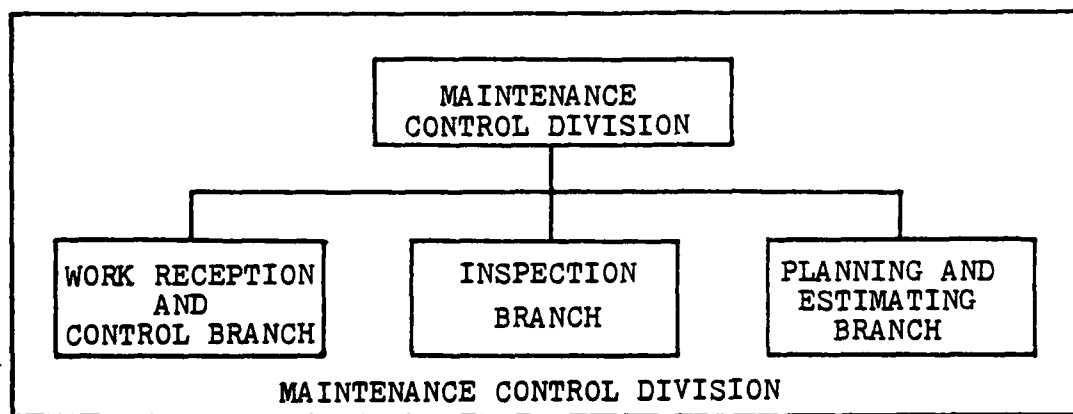 MAINTENANCE
CONTROL DIVISION
WORK RECEPTION
AND
CONTROL BRANCH
INSPECTION
BRANCH
PLANNING AND
ESTIMATING
BRANCH
MAINTENANCE CONTROL DIVISION